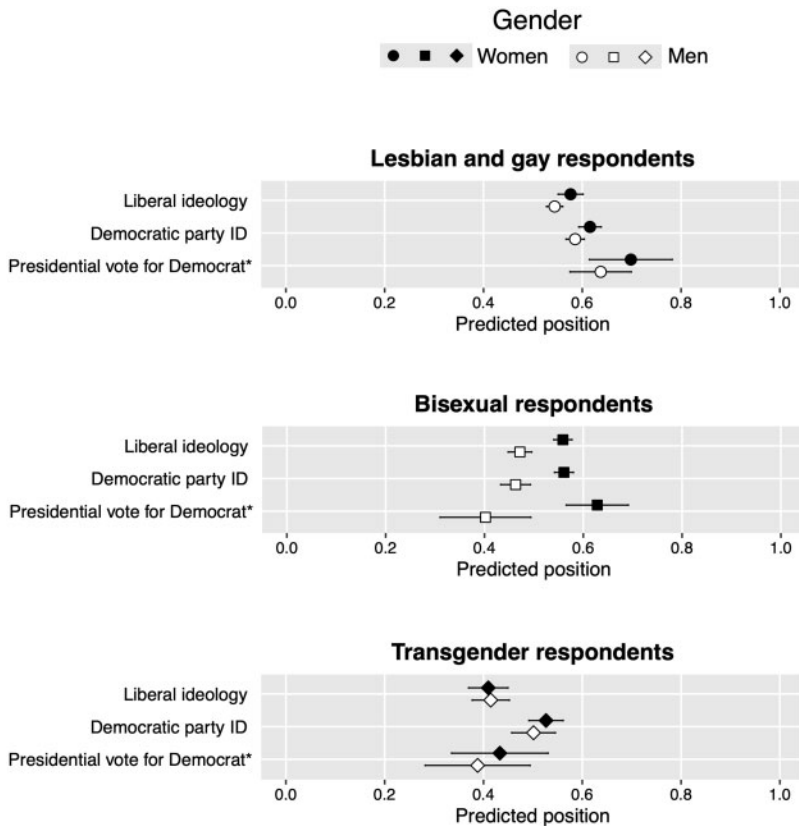 Gender
Women Men
Lesbian and gay respondents
Liberal ideology
Democratic party ID
Presidential vote for Democrat*
0.0 0.2 0.4 0.6 0.8 1.0
Predicted position
Bisexual respondents
Liberal ideology
Democratic party ID
Presidential vote for Democrat*
0.0 0.2 0.4 0.6 0.8 1.0
Predicted position
Transgender respondents
Liberal ideology
Democratic party ID
Presidential vote for Democrat*
0.0 0.2 0.4 0.6 0.8 1.0
Predicted position